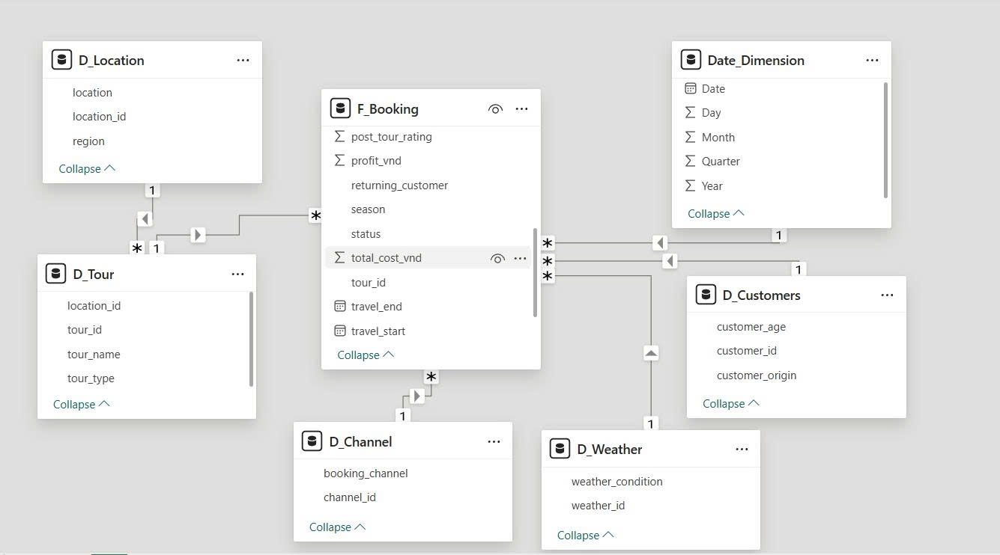 D_Location
location
location_id
region
Collapse
1
*
1
D_Tour
location_id
tour_id
tour_name
tour_type
Collapse
F_Booking
post_tour_rating
profit_vnd
returning_customer
season
status
total_cost_vnd
tour_id
travel_end
travel_start
Collapse
*
*
*
*
*
1
D_Channel
booking_channel
channel_id
Collapse
Date_Dimension
Date
Day
Month
Quarter
Year
Collapse
1
1
D_Customers
customer_age
customer_id
customer_origin
Collapse
1
D_Weather
weather_condition
weather_id
Collapse